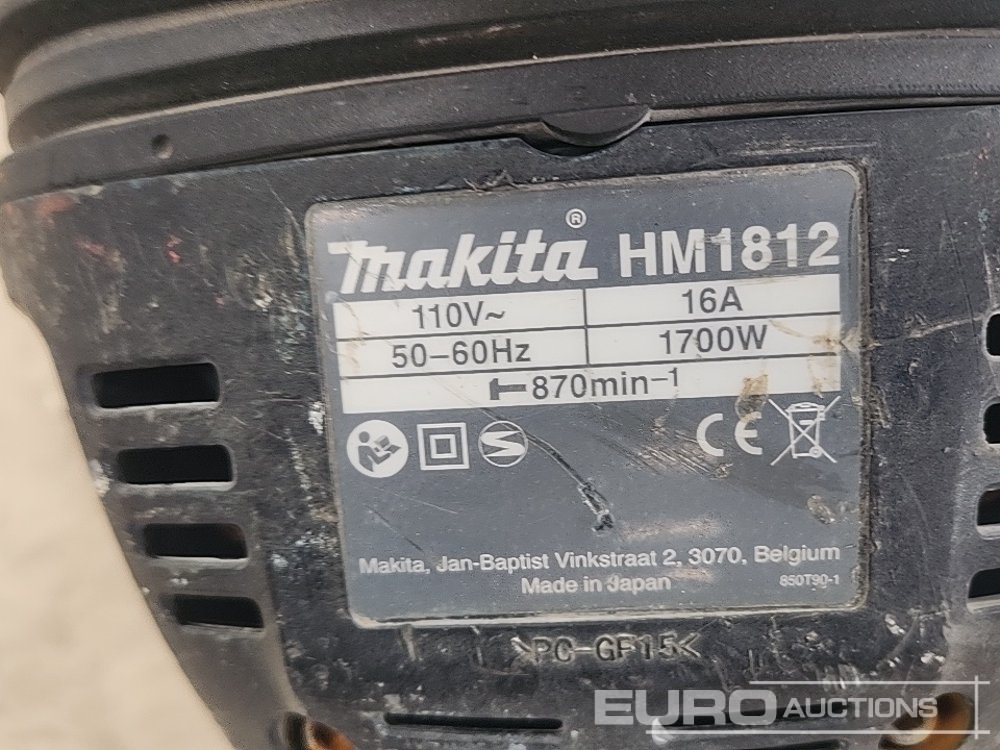 makita® HM1812
110V~ 16A
50-60Hz 1700W
870min-1
CE
Makita, Jan-Baptist Vinkstraat 2, 3070, Belgium
Made in Japan 850T90-1
>PC-GF15<
EURO AUCTIONS